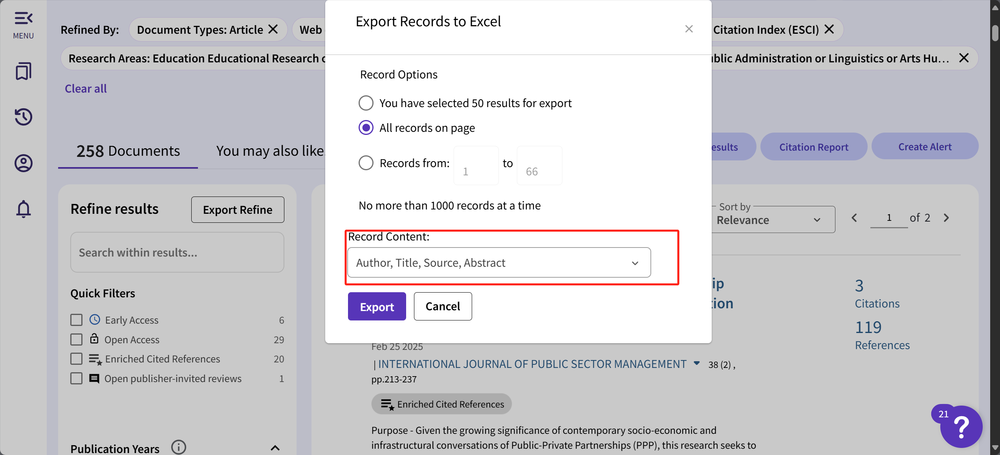 MENU
Refined By:
Document Types: Article
Web
Citation Index (ESCI)
Research Areas: Education Educational Research
Public Administration or Linguistics or Arts Hu...
Clear all
Export Records to Excel
Record Options
You have selected 50 results for export
All records on page
Records from: 1 to 66
No more than 1000 records at a time
Record Content:
Author, Title, Source, Abstract
Export
Cancel
258 Documents
You may also like
Citation Report
Create Alert
Refine results
Export Refine
Search within results...
Quick Filters
Early Access 6
Open Access 29
Enriched Cited References 20
Open publisher-invited reviews 1
Publication Years
Sort by
Relevance
1 of 2
3
Citations
119
References
Feb 25 2025
| INTERNATIONAL JOURNAL OF PUBLIC SECTOR MANAGEMENT 38 (2) ,
pp.213-237
Enriched Cited References
Purpose - Given the growing significance of contemporary socio-economic and
infrastructural conversations of Public-Private Partnerships (PPP), this research seeks to
21
?